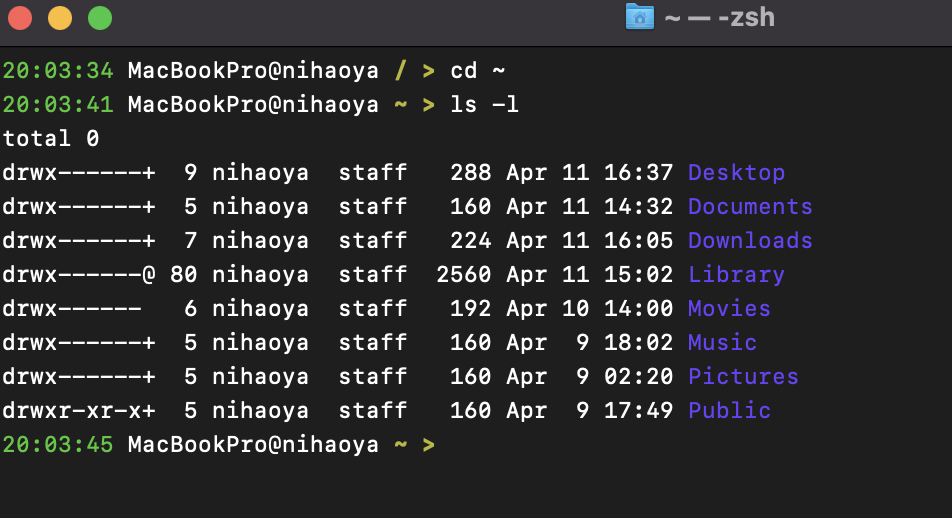 ~ — -zsh
20:03:34 MacBookPro@nihaoya / > cd ~
20:03:41 MacBookPro@nihaoya ~ > ls -l
total 0
drwx------+  9 nihaoya  staff   288 Apr 11 16:37 Desktop
drwx------+  5 nihaoya  staff   160 Apr 11 14:32 Documents
drwx------+  7 nihaoya  staff   224 Apr 11 16:05 Downloads
drwx------@ 80 nihaoya  staff  2560 Apr 11 15:02 Library
drwx------   6 nihaoya  staff   192 Apr 10 14:00 Movies
drwx------+  5 nihaoya  staff   160 Apr  9 18:02 Music
drwx------+  5 nihaoya  staff   160 Apr  9 02:20 Pictures
drwxr-xr-x+  5 nihaoya  staff   160 Apr  9 17:49 Public
20:03:45 MacBookPro@nihaoya ~ >